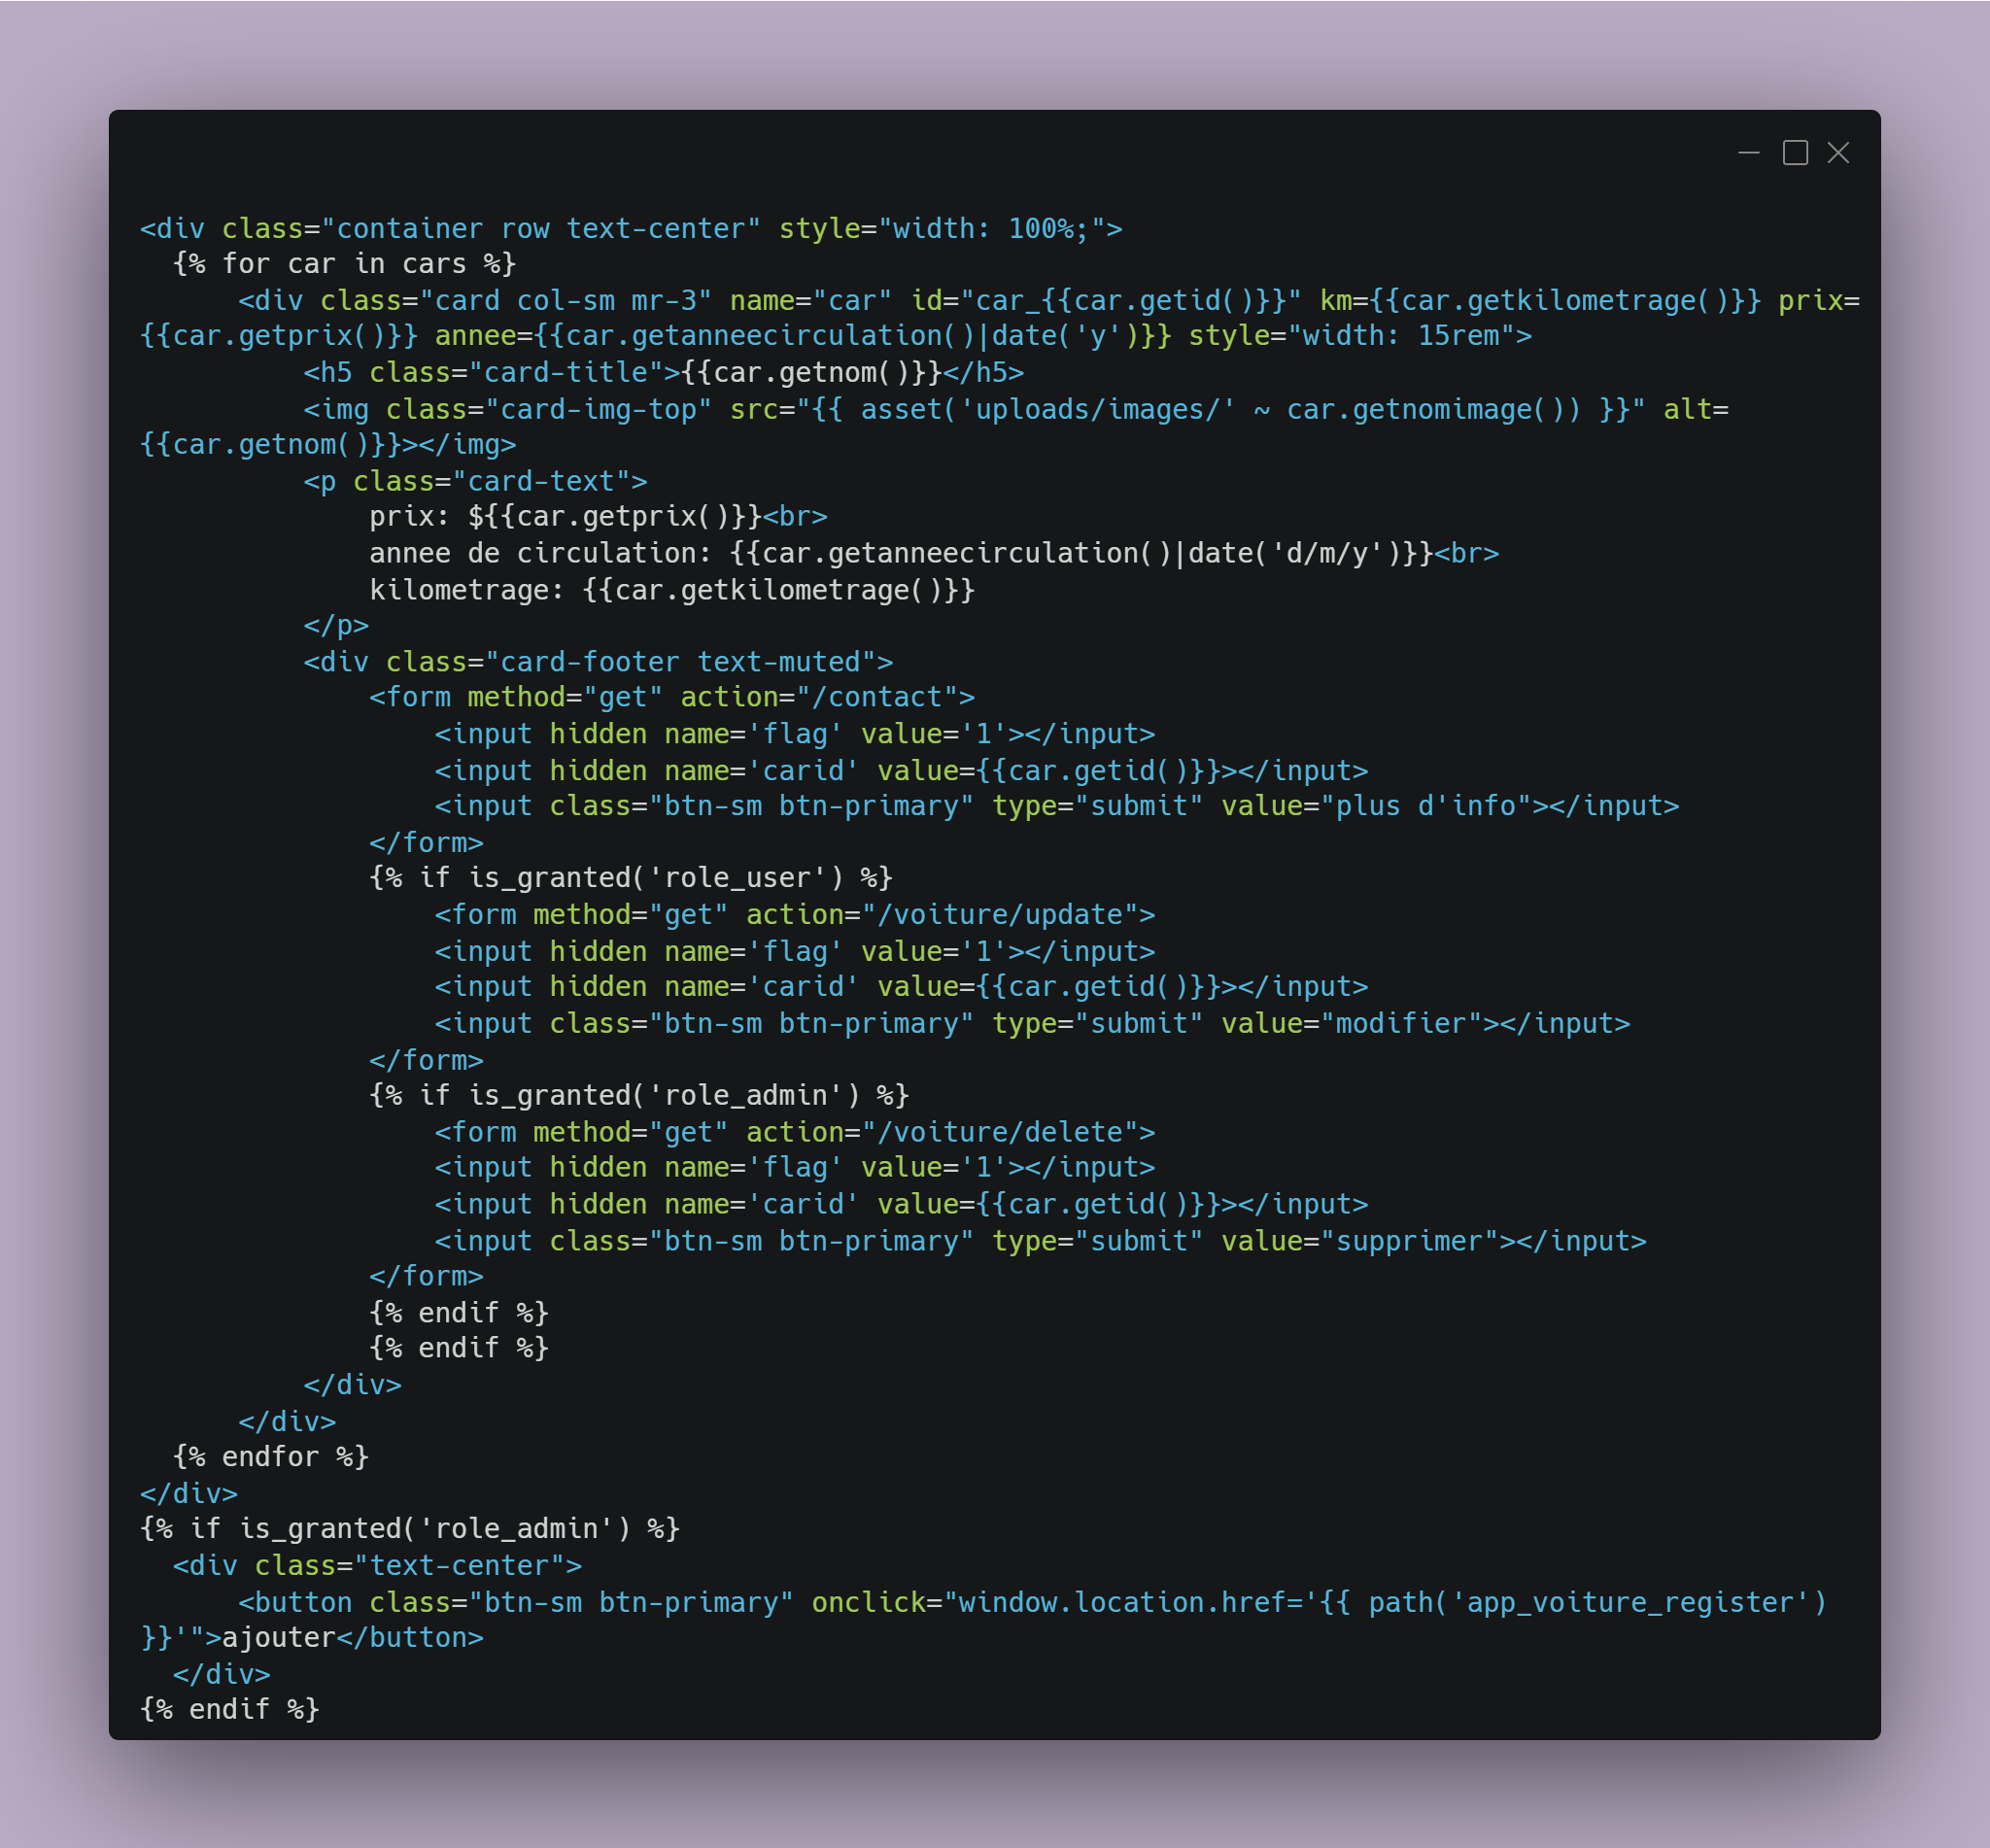 <div class="container row text-center" style="width: 100%;">
  {% for car in cars %}
      <div class="card col-sm mr-3" name="car" id="car_{{car.getid()}}" km={{car.getkilometrage()}} prix=
{{car.getprix()}} annee={{car.getanneecirculation()|date('y')}} style="width: 15rem">
          <h5 class="card-title">{{car.getnom()}}</h5>
          <img class="card-img-top" src="{{ asset('uploads/images/' ~ car.getnomimage()) }}" alt=
{{car.getnom()}}></img>
          <p class="card-text">
              prix: ${{car.getprix()}}<br>
              annee de circulation: {{car.getanneecirculation()|date('d/m/y')}}<br>
              kilometrage: {{car.getkilometrage()}}
          </p>
          <div class="card-footer text-muted">
              <form method="get" action="/contact">
                  <input hidden name='flag' value='1'></input>
                  <input hidden name='carid' value={{car.getid()}}></input>
                  <input class="btn-sm btn-primary" type="submit" value="plus d'info"></input>
              </form>
              {% if is_granted('role_user') %}
                  <form method="get" action="/voiture/update">
                  <input hidden name='flag' value='1'></input>
                  <input hidden name='carid' value={{car.getid()}}></input>
                  <input class="btn-sm btn-primary" type="submit" value="modifier"></input>
              </form>
              {% if is_granted('role_admin') %}
                  <form method="get" action="/voiture/delete">
                  <input hidden name='flag' value='1'></input>
                  <input hidden name='carid' value={{car.getid()}}></input>
                  <input class="btn-sm btn-primary" type="submit" value="supprimer"></input>
              </form>
              {% endif %}
              {% endif %}
          </div>
      </div>
  {% endfor %}
</div>
{% if is_granted('role_admin') %}
  <div class="text-center">
      <button class="btn-sm btn-primary" onclick="window.location.href='{{ path('app_voiture_register')
}}'">ajouter</button>
  </div>
{% endif %}